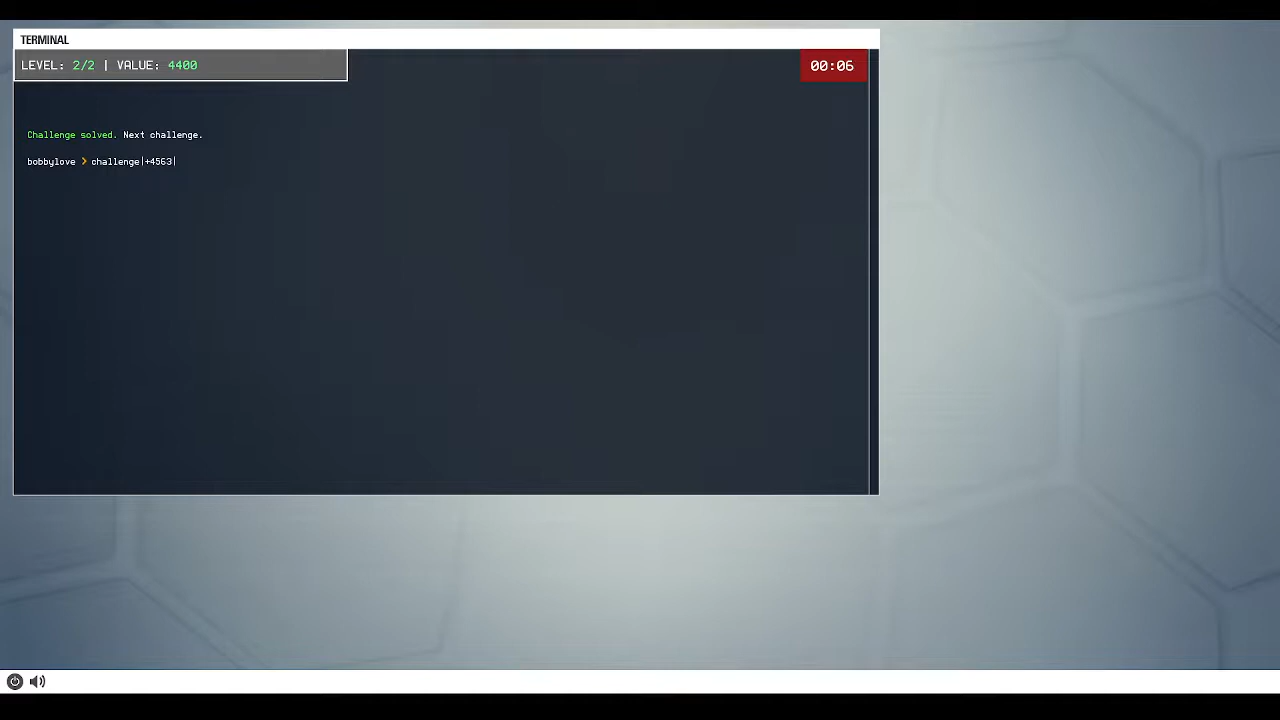 TERMINAL
LEVEL: 2/2 | VALUE: 4400
00:06
Challenge solved. Next challenge.
bobbylove > challenge|+4563|